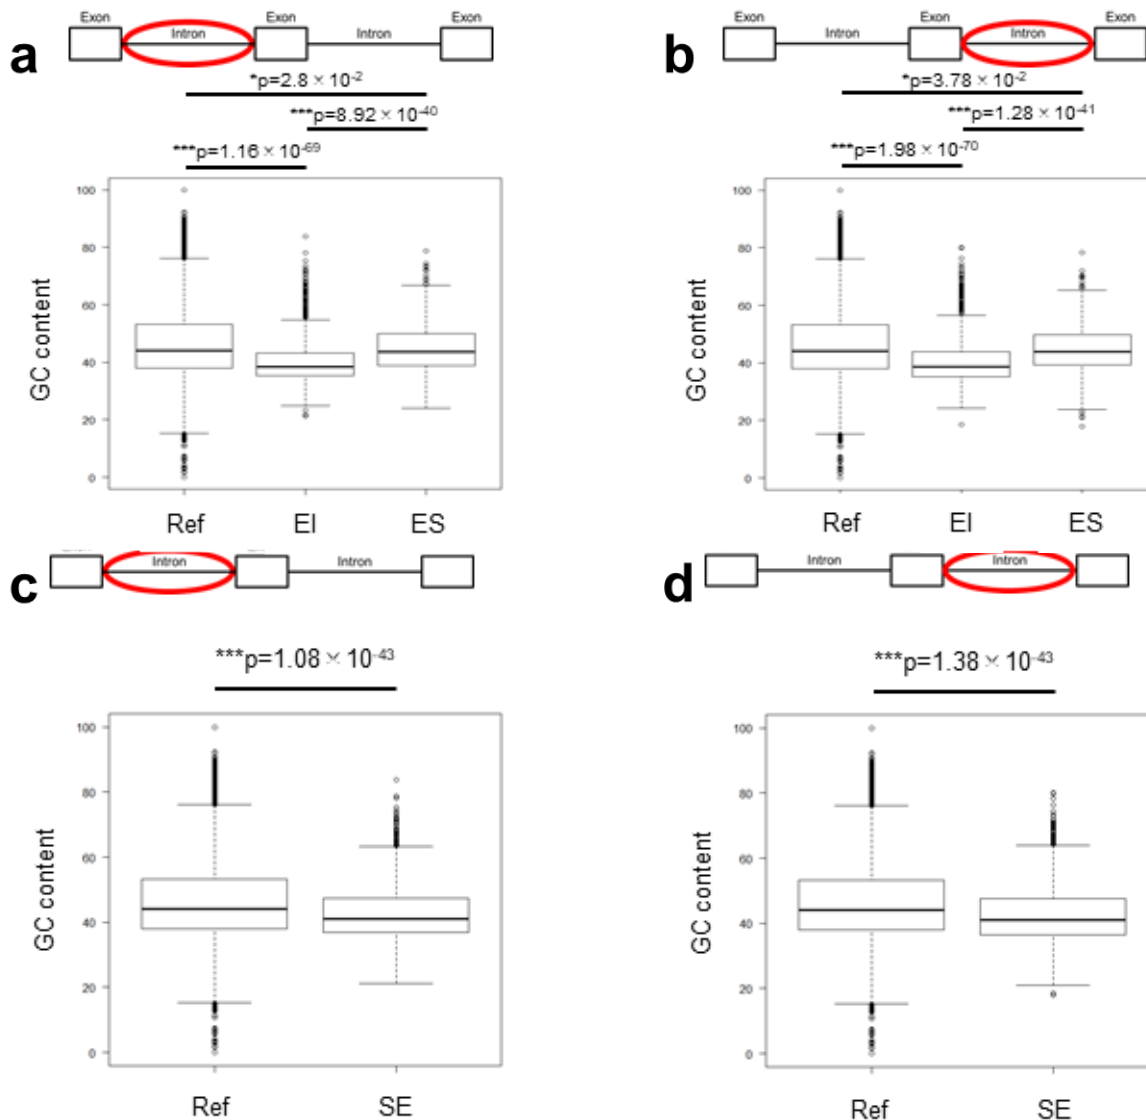 a
Exon
Exon
Exon
Intron
Intron
*p=2.8 × 10-2
***p=8.92 × 10-40
***p=1.16 × 10-69
GC content
100
80
60
40
20
0
Ref EI ES
b
Exon
Exon
Exon
Intron
Intron
*p=3.78 × 10-2
***p=1.28 × 10-41
***p=1.98 × 10-70
GC content
100
80
60
40
20
0
Ref EI ES
c
Intron
Intron
***p=1.08 × 10-43
GC content
100
80
60
40
20
0
Ref SE
d
Intron
Intron
***p=1.38 × 10-43
GC content
100
80
60
40
20
0
Ref SE